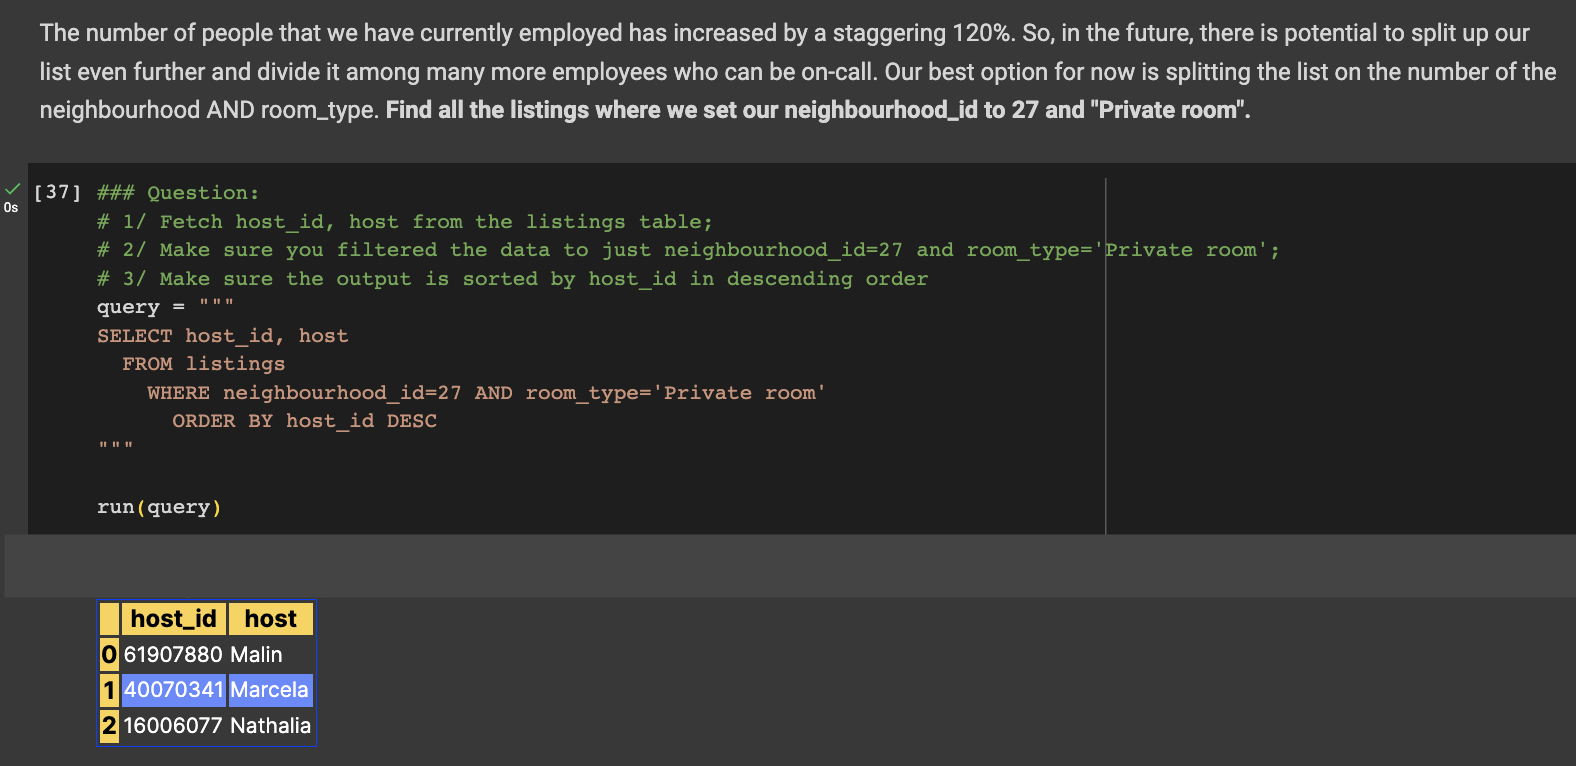 The number of people that we have currently employed has increased by a staggering 120%. So, in the future, there is potential to split up our
list even further and divide it among many more employees who can be on-call. Our best option for now is splitting the list on the number of the
neighbourhood AND room_type. Find all the listings where we set our neighbourhood_id to 27 and "Private room".
0s
[37] ### Question:
# 1/ Fetch host_id, host from the listings table;
# 2/ Make sure you filtered the data to just neighbourhood_id=27 and room_type='Private room';
# 3/ Make sure the output is sorted by host_id in descending order
query = """
SELECT host_id, host
FROM listings
WHERE neighbourhood_id=27 AND room_type='Private room'
ORDER BY host_id DESC
"""
run(query)
host_id host
0 61907880 Malin
1 40070341 Marcela
2 16006077 Nathalia